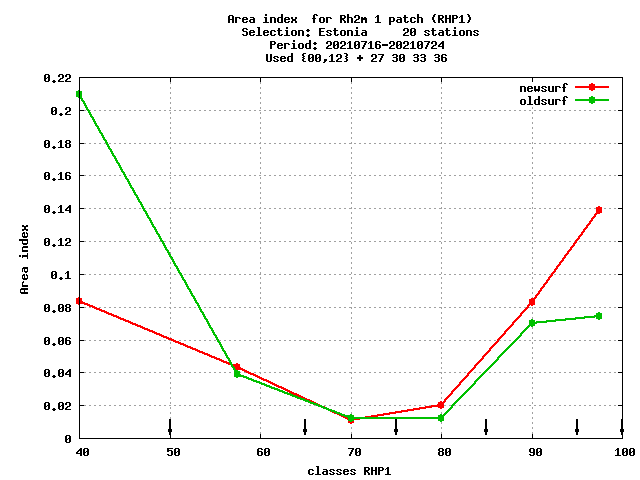 Area index  for Rh2m 1 patch (RHP1)
Selection: Estonia     20 stations
Period: 20210716-20210724
Used {00,12} + 27 30 33 36
newsurf
oldsurf
0.22
0.2
0.18
0.16
0.14
0.12
0.1
0.08
0.06
0.04
0.02
0
Area index
40 50 60 70 80 90 100
classes RHP1